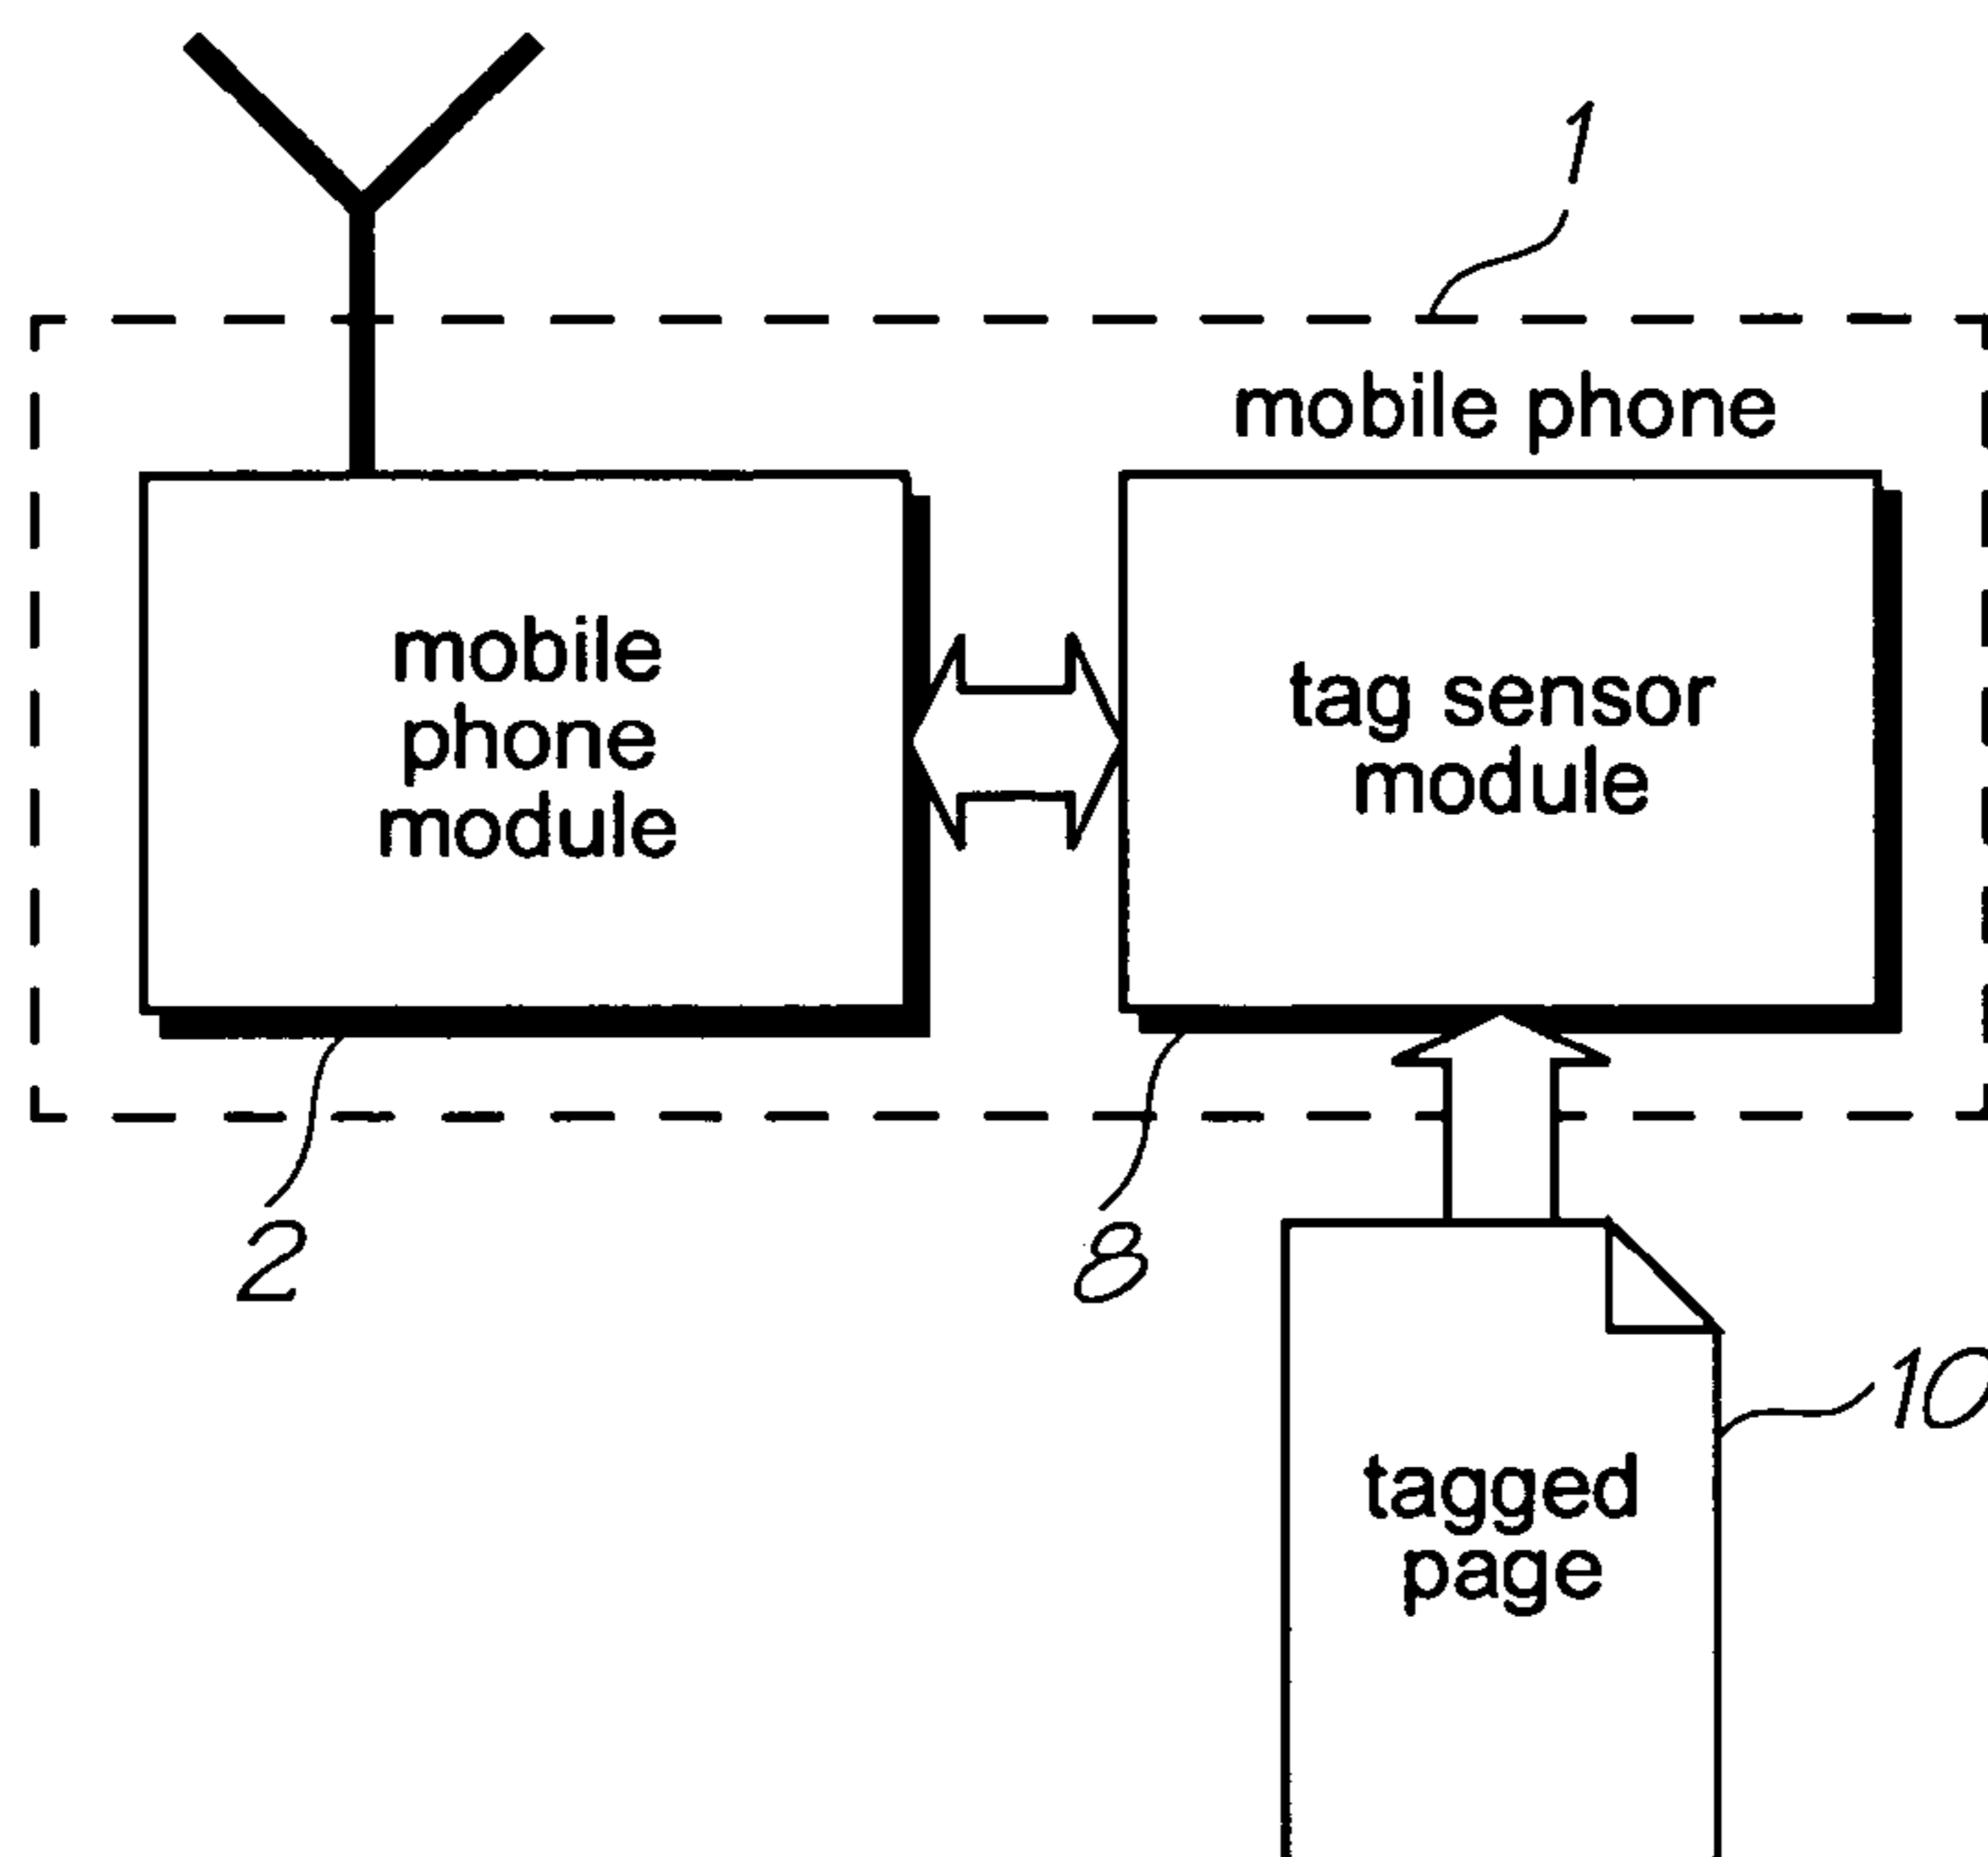 1
mobile phone
mobile
phone
module
tag sensor
module
2
8
10
tagged
page